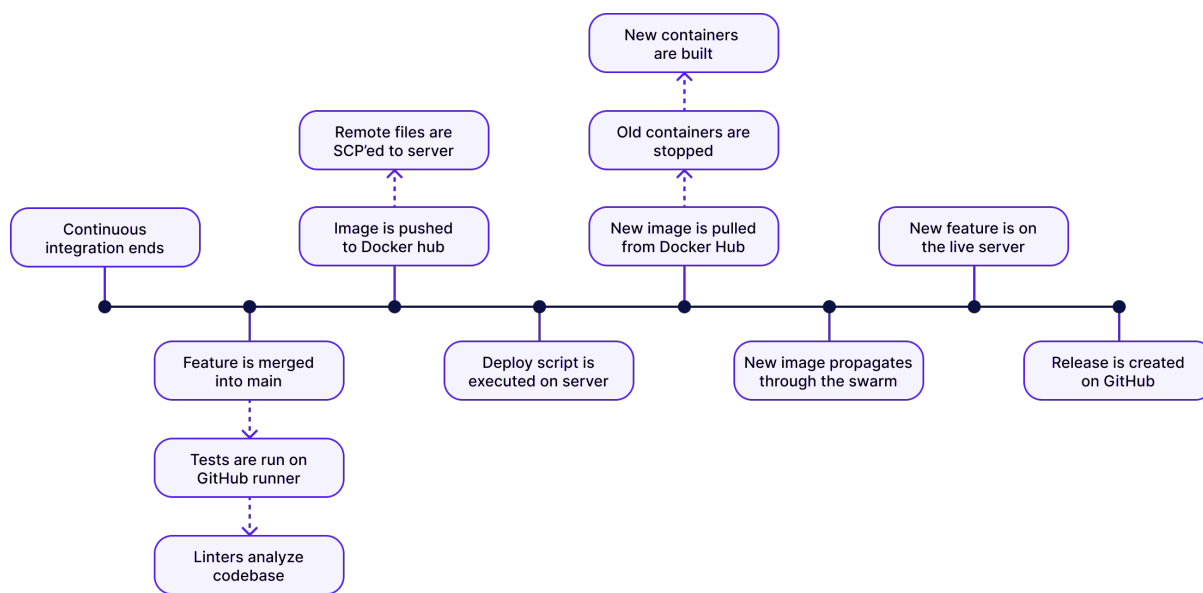 New containers
are built
Remote files are
SCP’ed to server
Old containers are
stopped
Continuous
integration ends
Image is pushed
to Docker hub
New image is pulled
from Docker Hub
New feature is on
the live server
Feature is merged
into main
Deploy script is
executed on server
New image propagates
through the swarm
Release is created
on GitHub
Tests are run on
GitHub runner
Linters analyze
codebase